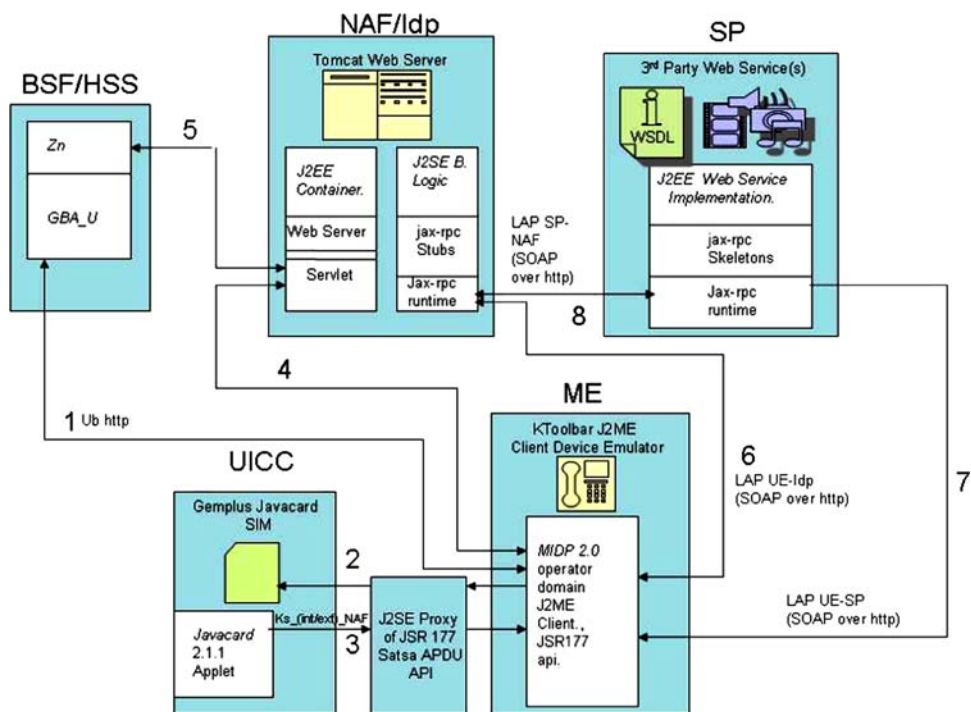 NAF/Idp
Tomcat Web Server
J2EE
Container.
Web Server
Servlet
J2SE B.
Logic
jax-rpc
Stubs
Jax-rpc
runtime
SP
3rd Party Web Service(s)
WSDL
J2EE Web Service
Implementation.
jax-rpc
Skeletons
Jax-rpc
runtime
BSF/HSS
Zn
GBA_U
5
LAP SP-
NAF
(SOAP
over http)
8
4
1 Ub http
ME
KToolbar J2ME
Client Device Emulator
MIDP 2.0
operator
domain
J2ME
Client.,
JSR177
api.
6
LAP UE-Idp
(SOAP over http)
7
LAP UE-SP
(SOAP over http)
UICC
Gemplus Javacard
SIM
2
Ks_(int/ext)_NAF
3
Javacard
2.1.1
Applet
J2SE Proxy
of JSR 177
Satsa APDU
API